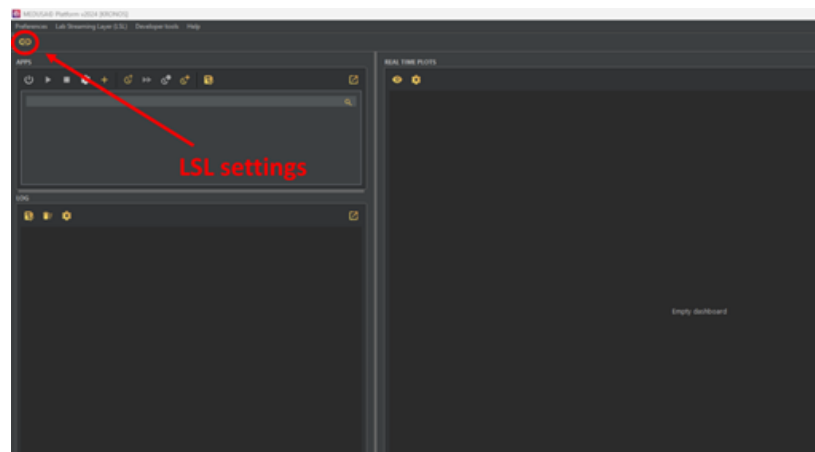 MEDUSA© Platform v2024 [KRONOS]
Preferences Lab Streaming Layer (LSL) Developer tools Help
APPS
REAL TIME PLOTS
LSL settings
LOG
Empty dashboard